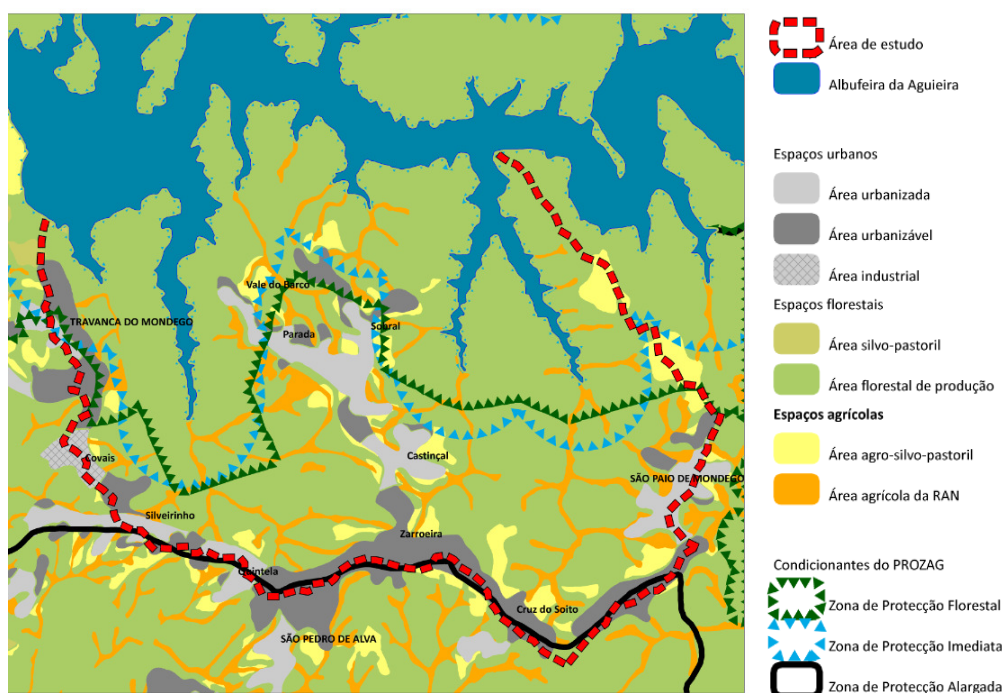 Vale do Barco
TRAVANCA DO MONDEGO
Parada
Sobral
Covais
Castinçal
SÃO PAIO DE MONDEGO
Silveirinho
Zarroeira
Quintela
Cruz do Soito
SÃO PEDRO DE ALVA
Área de estudo
Albufeira da Aguieira
Espaços urbanos
Área urbanizada
Área urbanizável
Área industrial
Espaços florestais
Área silvo-pastoril
Área florestal de produção
Espaços agrícolas
Área agro-silvo-pastoril
Área agrícola da RAN
Condicionantes do PROZAG
Zona de Protecção Florestal
Zona de Protecção Imediata
Zona de Protecção Alargada